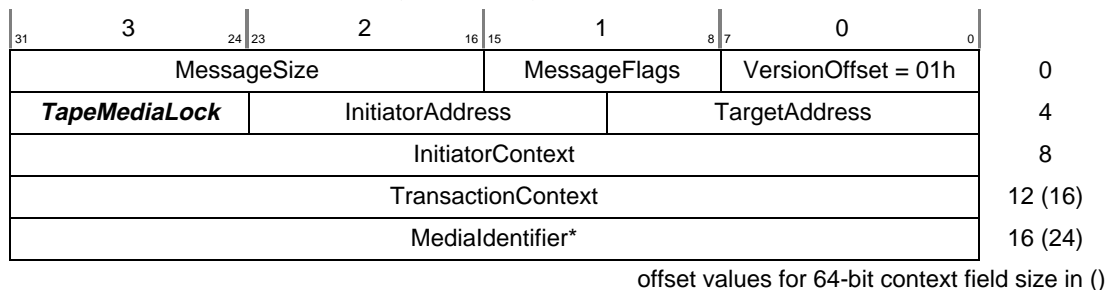 3 2 1 0
31 24 23 16 15 8 7 0
MessageSize MessageFlags VersionOffset = 01h 0
TapeMediaLock InitiatorAddress TargetAddress 4
InitiatorContext 8
TransactionContext 12 (16)
MediaIdentifier* 16 (24)
offset values for 64-bit context field size in ()